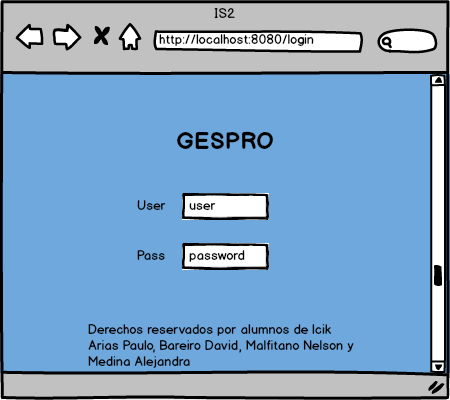 IS2
http://localhost:8080/login
GESPRO
User user
Pass password
Derechos reservados por alumnos de Icik
Arias Paulo, Bareiro David, Malfitano Nelson y
Medina Alejandra